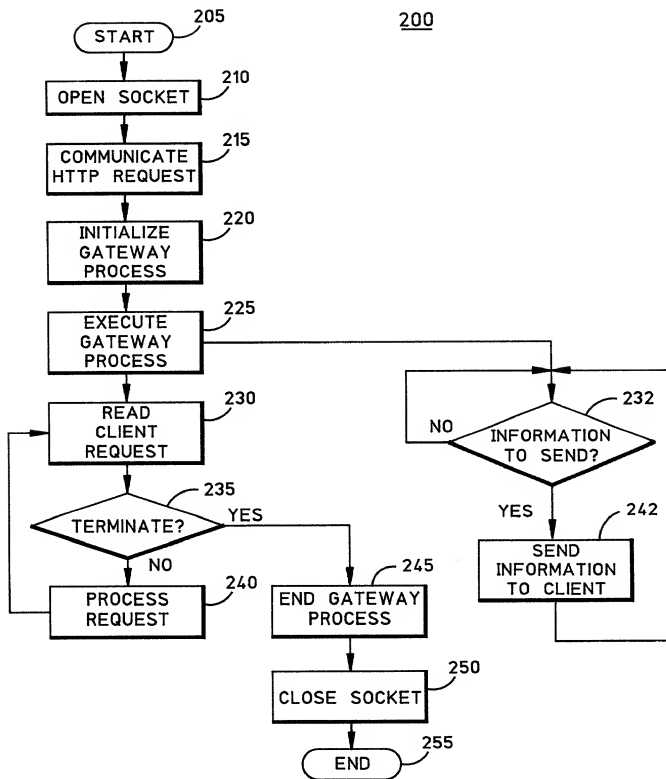 200
205
START
210
OPEN SOCKET
215
COMMUNICATE
HTTP REQUEST
220
INITIALIZE
GATEWAY
PROCESS
225
EXECUTE
GATEWAY
PROCESS
230
READ
CLIENT
REQUEST
232
INFORMATION
TO SEND?
NO
YES
235
TERMINATE?
YES
NO
240
PROCESS
REQUEST
242
SEND
INFORMATION
TO CLIENT
245
END GATEWAY
PROCESS
250
CLOSE SOCKET
255
END